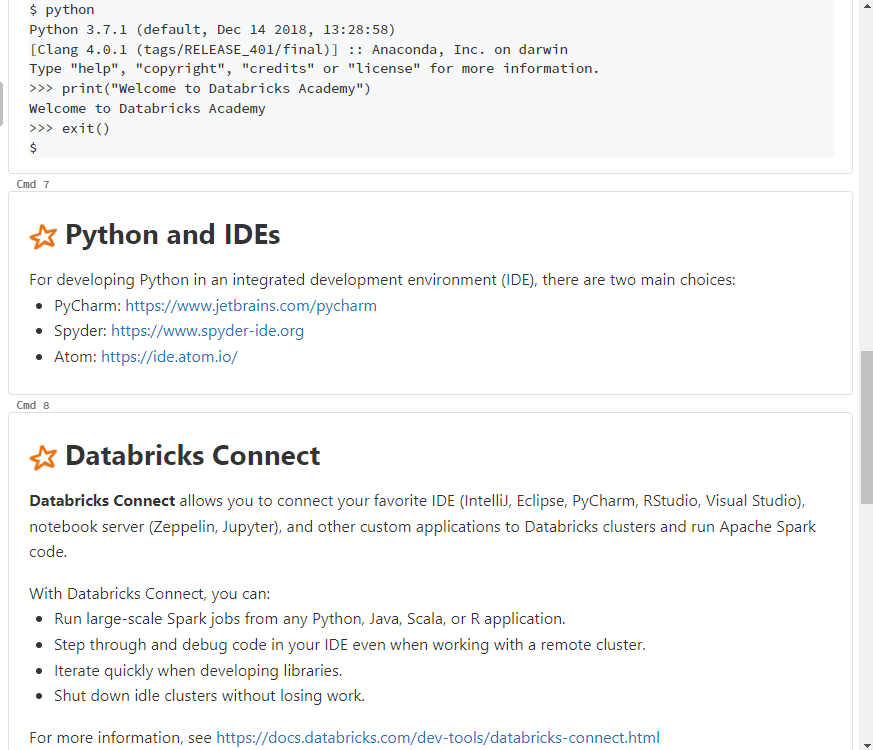 $ python
Python 3.7.1 (default, Dec 14 2018, 13:28:58)
[Clang 4.0.1 (tags/RELEASE_401/final)] :: Anaconda, Inc. on darwin
Type "help", "copyright", "credits" or "license" for more information.
>>> print("Welcome to Databricks Academy")
Welcome to Databricks Academy
>>> exit()
$
Cmd 7
Python and IDEs
For developing Python in an integrated development environment (IDE), there are two main choices:
• PyCharm: https://www.jetbrains.com/pycharm
• Spyder: https://www.spyder-ide.org
• Atom: https://ide.atom.io/
Cmd 8
Databricks Connect
Databricks Connect allows you to connect your favorite IDE (IntelliJ, Eclipse, PyCharm, RStudio, Visual Studio),
notebook server (Zeppelin, Jupyter), and other custom applications to Databricks clusters and run Apache Spark
code.
With Databricks Connect, you can:
• Run large-scale Spark jobs from any Python, Java, Scala, or R application.
• Step through and debug code in your IDE even when working with a remote cluster.
• Iterate quickly when developing libraries.
• Shut down idle clusters without losing work.
For more information, see https://docs.databricks.com/dev-tools/databricks-connect.html